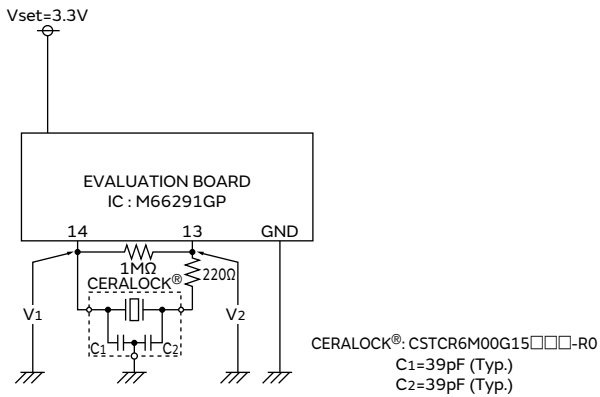 Vset=3.3V
EVALUATION BOARD
IC : M66291GP
14 13 GND
1MΩ
CERALOCK® 220Ω
V1 V2
C1 C2
CERALOCK®: CSTCR6M00G15□□□-R0
C1=39pF (Typ.)
C2=39pF (Typ.)